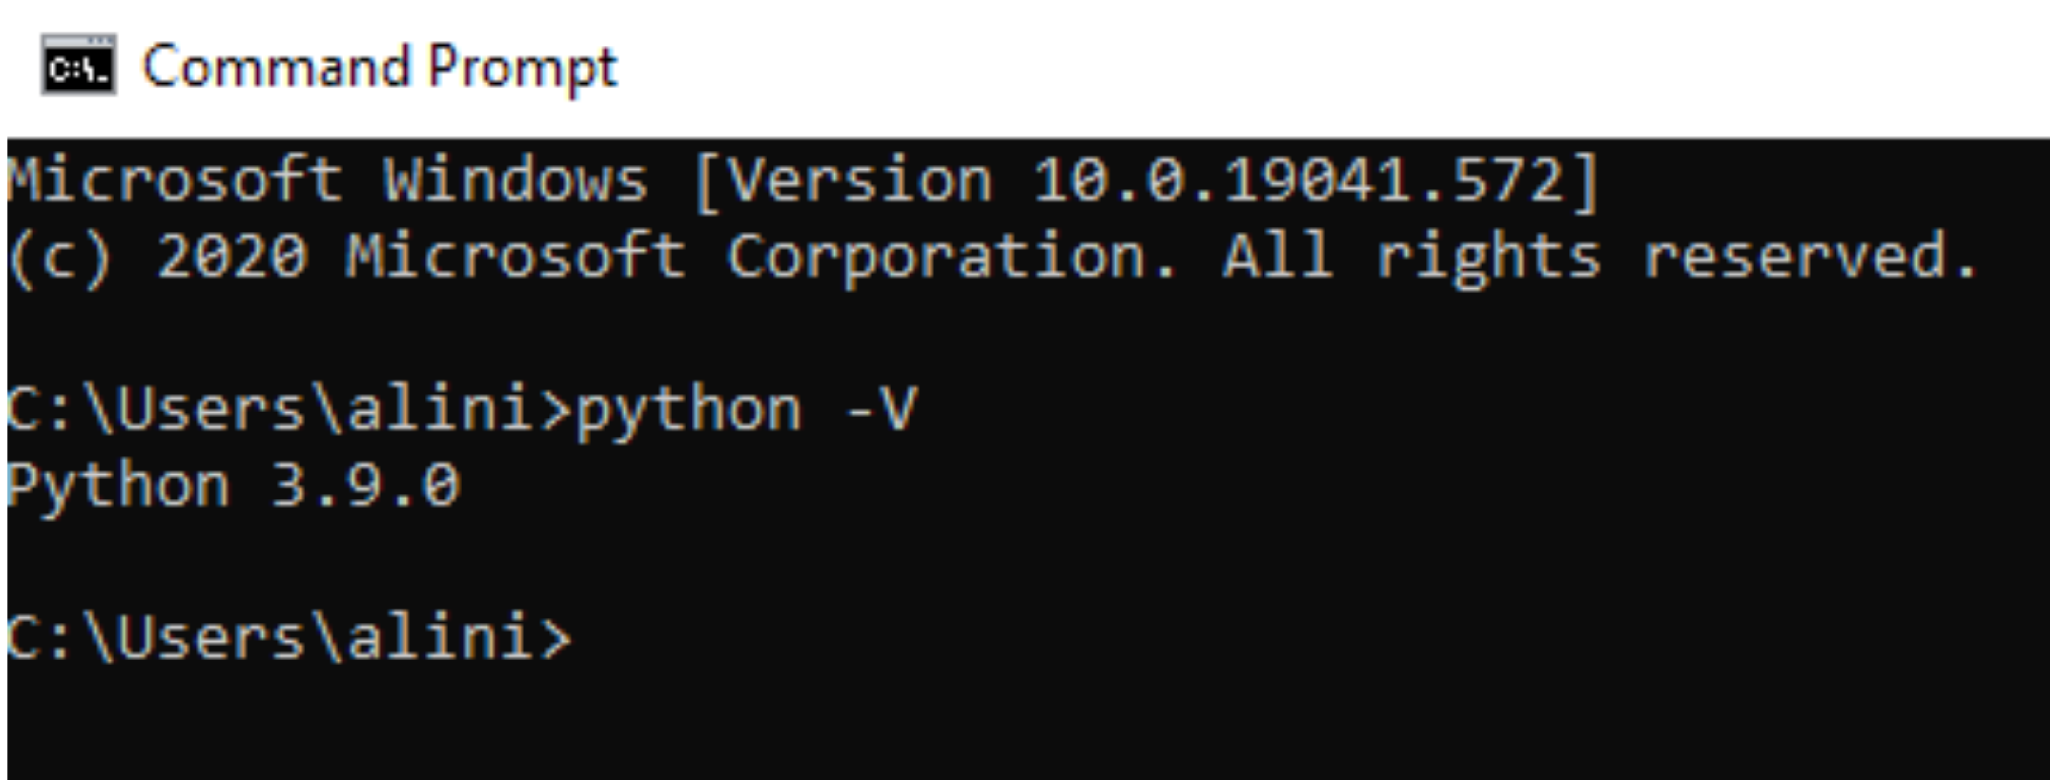 C:\.
Command Prompt
Microsoft Windows [Version 10.0.19041.572]
(c) 2020 Microsoft Corporation. All rights reserved.
C:\Users\alini>python -V
Python 3.9.0
C:\Users\alini>